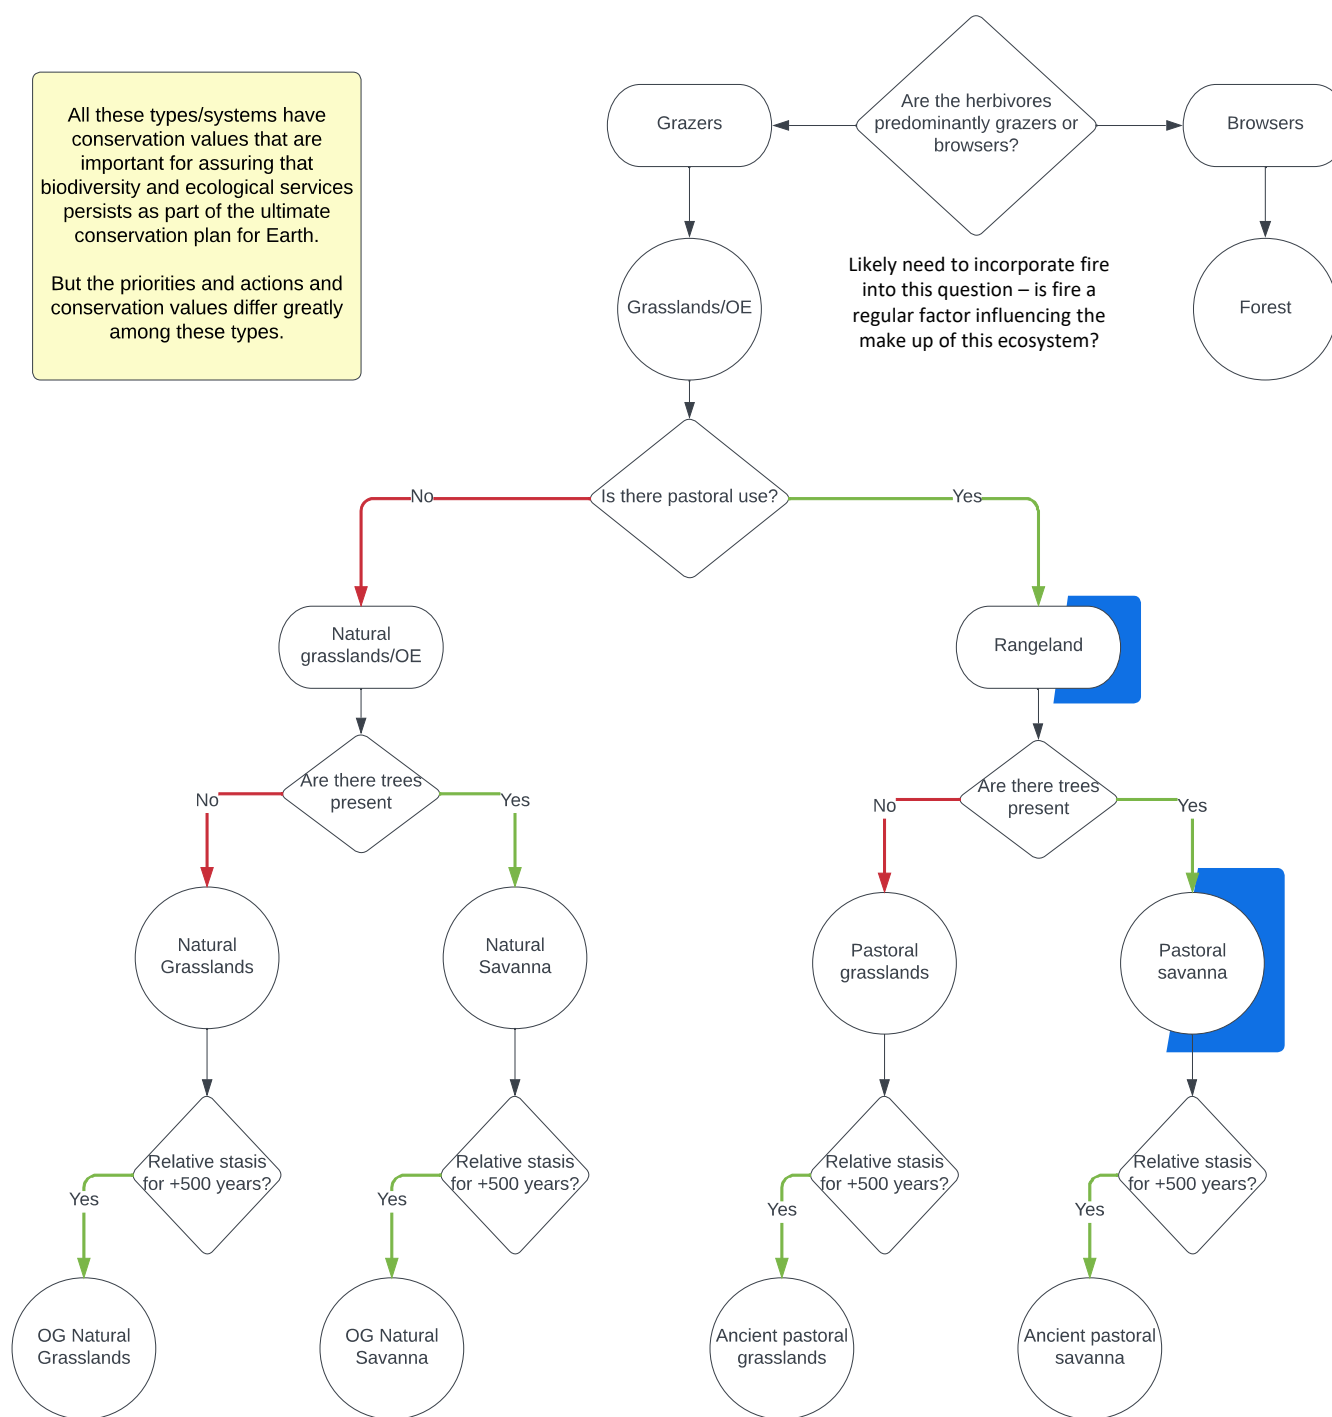 All these types/systems have
conservation values that are
important for assuring that
biodiversity and ecological services
persists as part of the ultimate
conservation plan for Earth.
But the priorities and actions and
conservation values differ greatly
among these types.
Grazers
Are the herbivores
predominantly grazers or
browsers?
Browsers
Grasslands/OE
Likely need to incorporate fire
into this question – is fire a
regular factor influencing the
make up of this ecosystem?
Forest
No
Is there pastoral use?
Yes
Natural
grasslands/OE
Rangeland
Are there trees
present
No
Yes
Are there trees
present
No
Yes
Natural
Grasslands
Natural
Savanna
Pastoral
grasslands
Pastoral
savanna
Relative stasis
for +500 years?
Relative stasis
for +500 years?
Relative stasis
for +500 years?
Relative stasis
for +500 years?
Yes
Yes
Yes
Yes
OG Natural
Grasslands
OG Natural
Savanna
Ancient pastoral
grasslands
Ancient pastoral
savanna